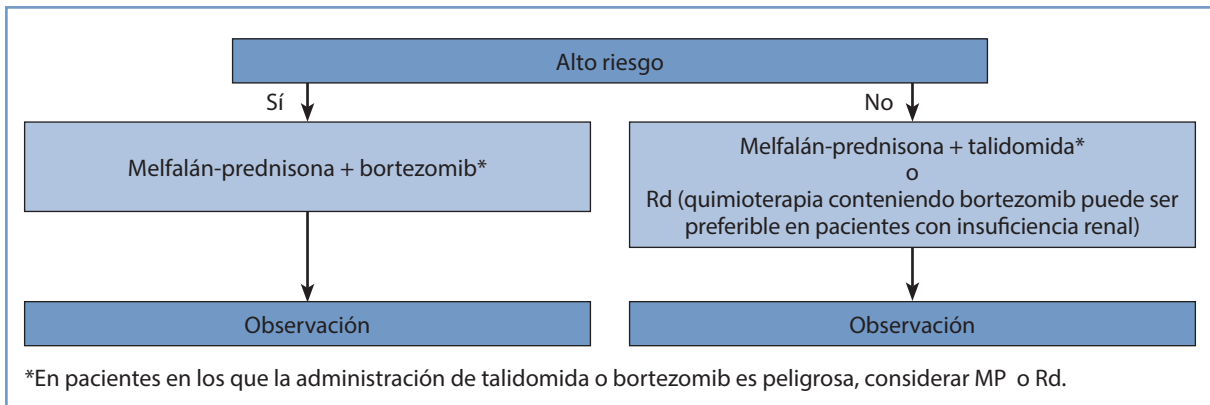 Alto riesgo
Sí
No
Melfalán-prednisona + bortezomib*
Melfalán-prednisona + talidomida*
o
Rd (quimioterapia conteniendo bortezomib puede ser
preferible en pacientes con insuficiencia renal)
Observación
Observación
*En pacientes en los que la administración de talidomida o bortezomib es peligrosa, considerar MP o Rd.